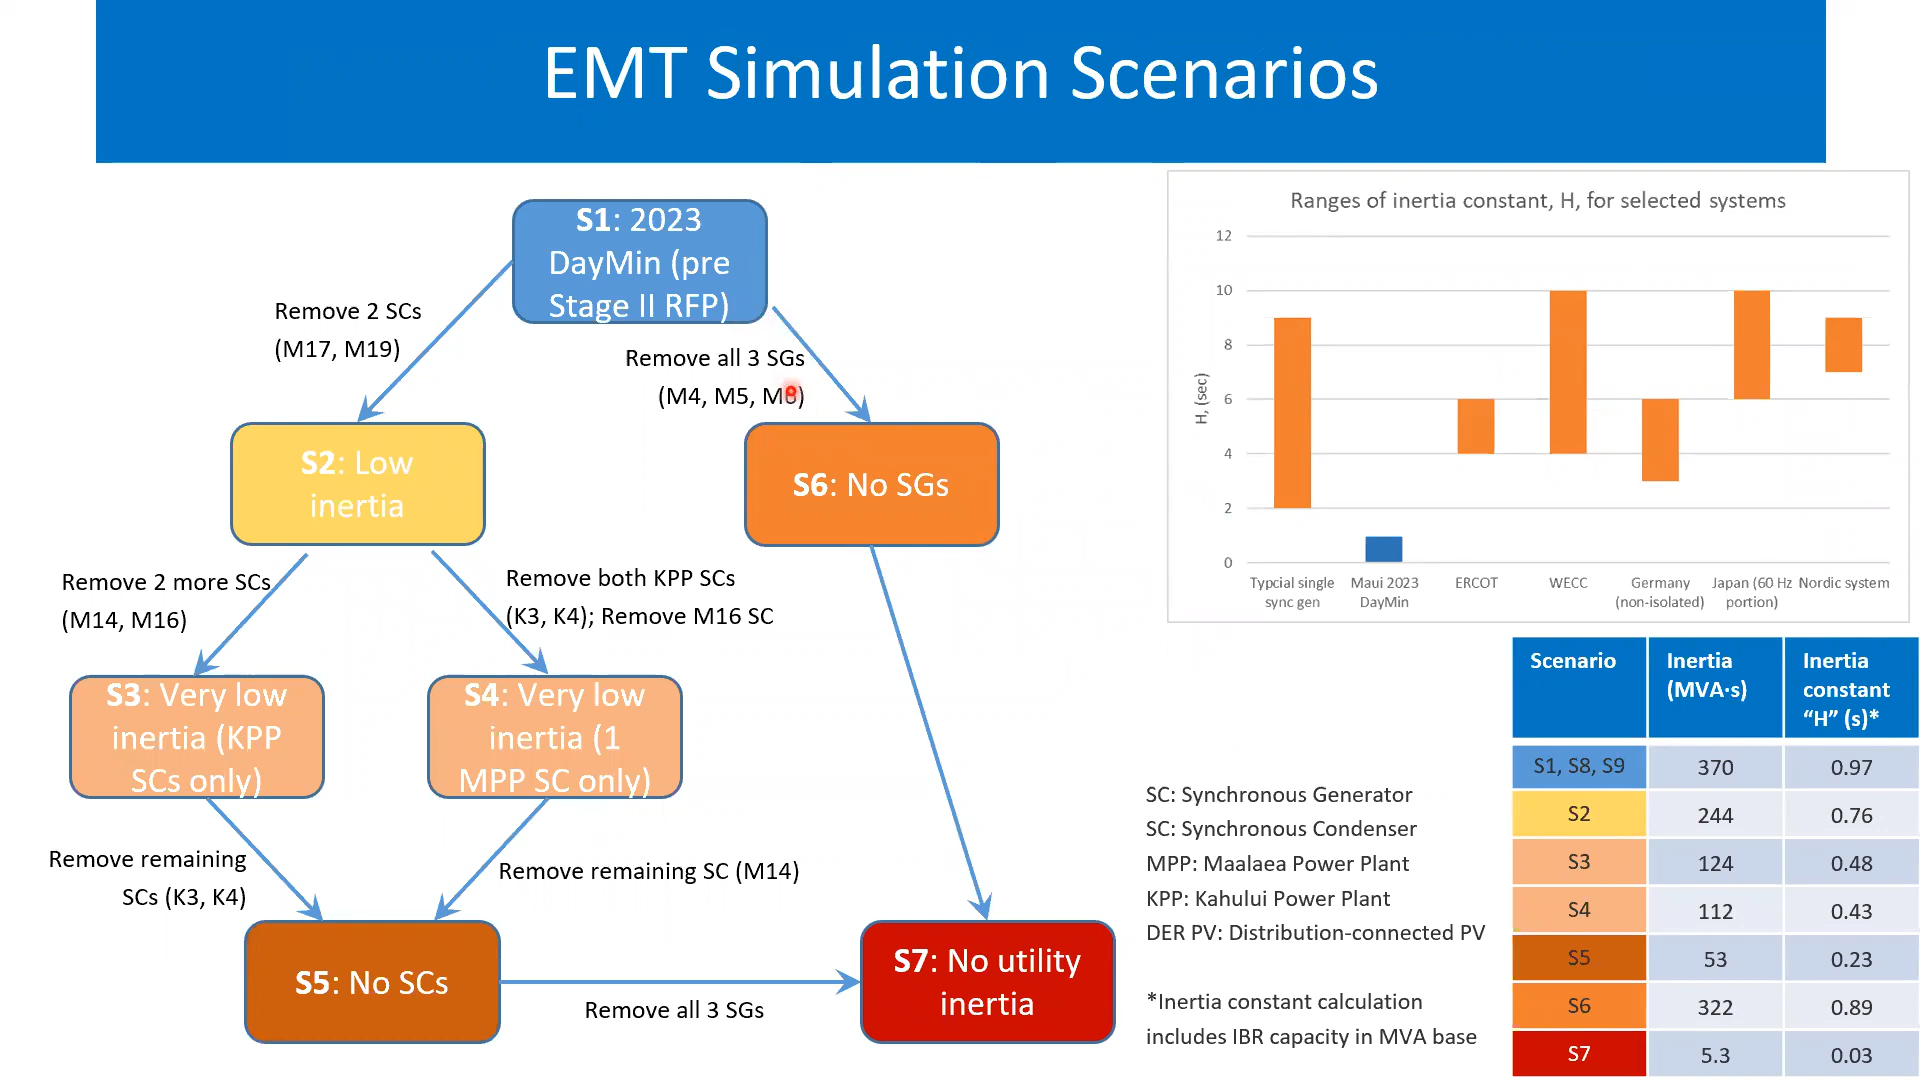 EMT Simulation Scenarios
S1: 2023
DayMin (pre
Stage II RFP)
Remove 2 SCs
(M17, M19)
Remove all 3 SGs
(M4, M5, M6)
S2: Low
inertia
S6: No SGs
Remove 2 more SCs
(M14, M16)
Remove both KPP SCs
(K3, K4); Remove M16 SC
S3: Very low
inertia (KPP
SCs only)
S4: Very low
inertia (1
MPP SC only)
Remove remaining
SCs (K3, K4)
Remove remaining SC (M14)
S5: No SCs
Remove all 3 SGs
S7: No utility
inertia
Ranges of inertia constant, H, for selected systems
H, (sec)
12
10
8
6
4
2
0
Typcial single
sync gen
Maui 2023
DayMin
ERCOT
WECC
Germany
(non-isolated)
Japan (60 Hz
portion)
Nordic system
SC: Synchronous Generator
SC: Synchronous Condenser
MPP: Maalaea Power Plant
KPP: Kahului Power Plant
DER PV: Distribution-connected PV
*Inertia constant calculation
includes IBR capacity in MVA base
Scenario
Inertia
(MVA·s)
Inertia
constant
“H” (s)*
S1, S8, S9 370 0.97
S2 244 0.76
S3 124 0.48
S4 112 0.43
S5 53 0.23
S6 322 0.89
S7 5.3 0.03